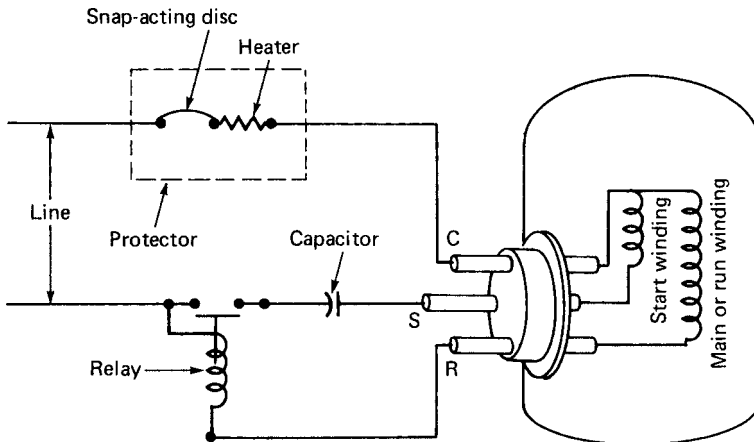 Snap-acting disc
Heater
Line
Protector
Capacitor
C
S
R
Relay
Start winding
Main or run winding